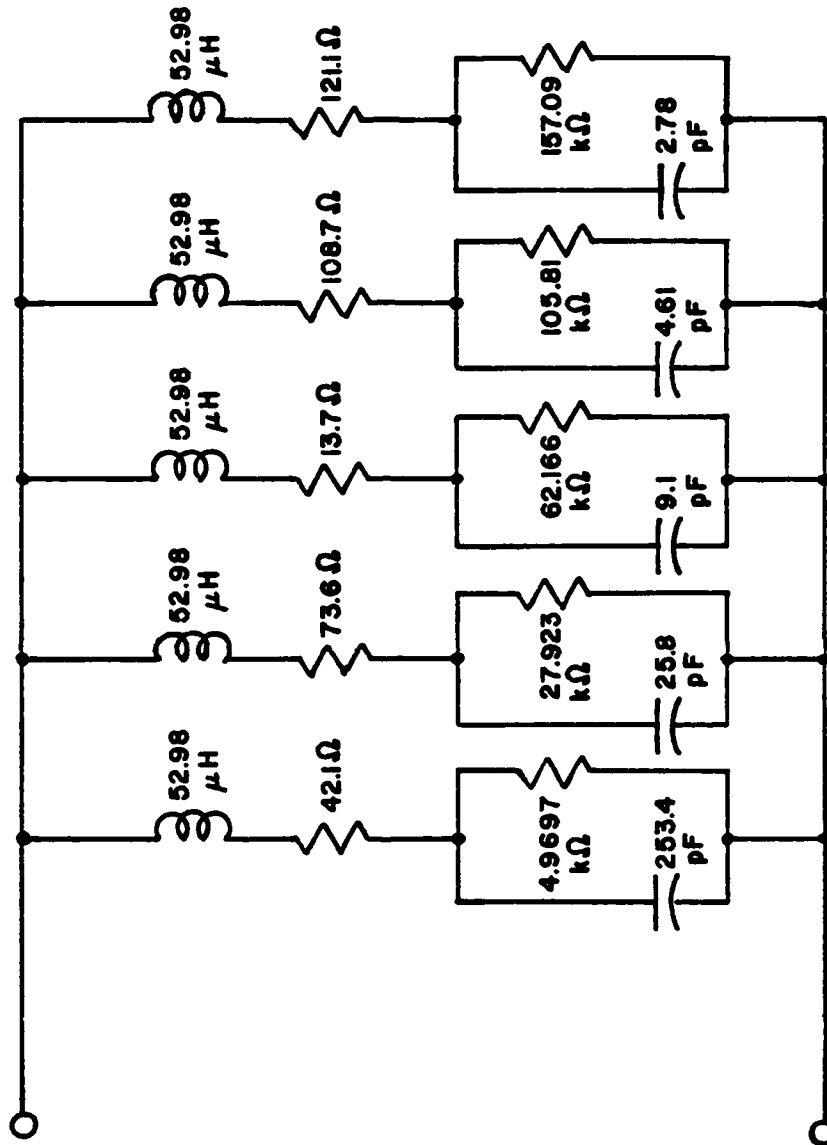 52.98
μH
42.1 Ω
4.9697
kΩ
253.4
pF
52.98
μH
73.6 Ω
27.923
kΩ
25.8
pF
52.98
μH
13.7 Ω
62.166
kΩ
9.1
pF
52.98
μH
108.7 Ω
105.81
kΩ
4.61
pF
52.98
μH
121.1 Ω
157.09
kΩ
2.78
pF